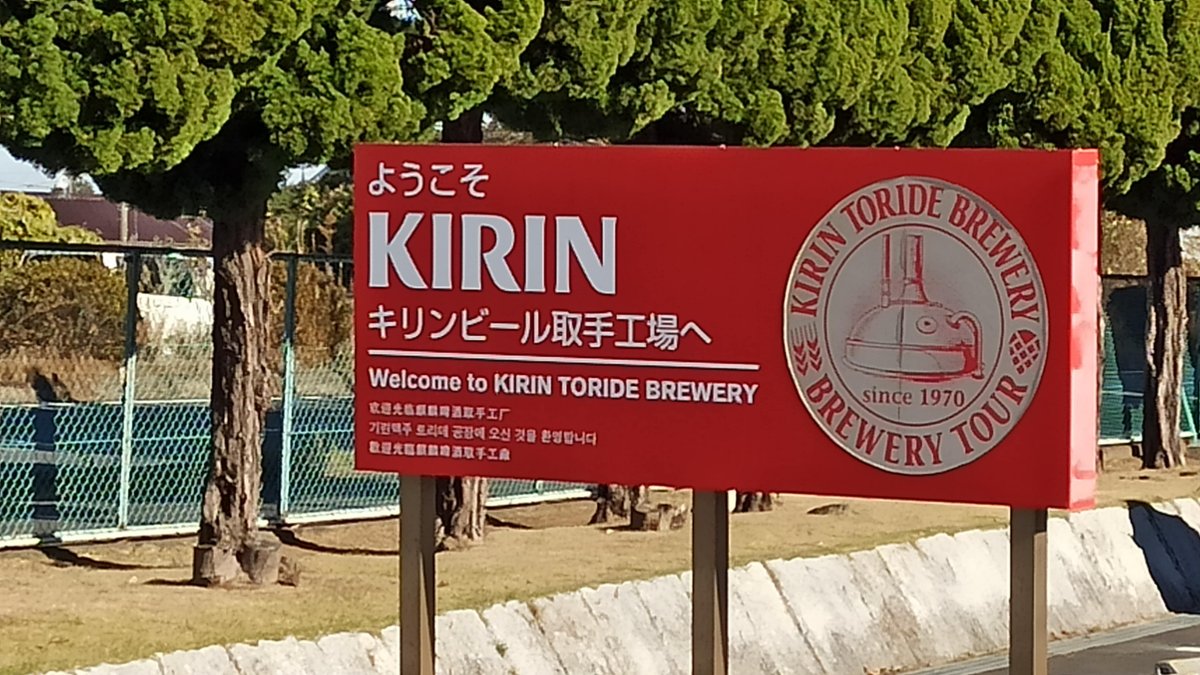 ようこそ
KIRIN
キリンビール取手工場へ
Welcome to KIRIN TORIDE BREWERY
欢迎光临麒麟啤酒取手工厂
기린맥주 토리데 공장에 오신 것을 환영합니다
歡迎光臨麒麟啤酒取手工廠
KIRIN TORIDE BREWERY
since 1970
BREWERY TOUR